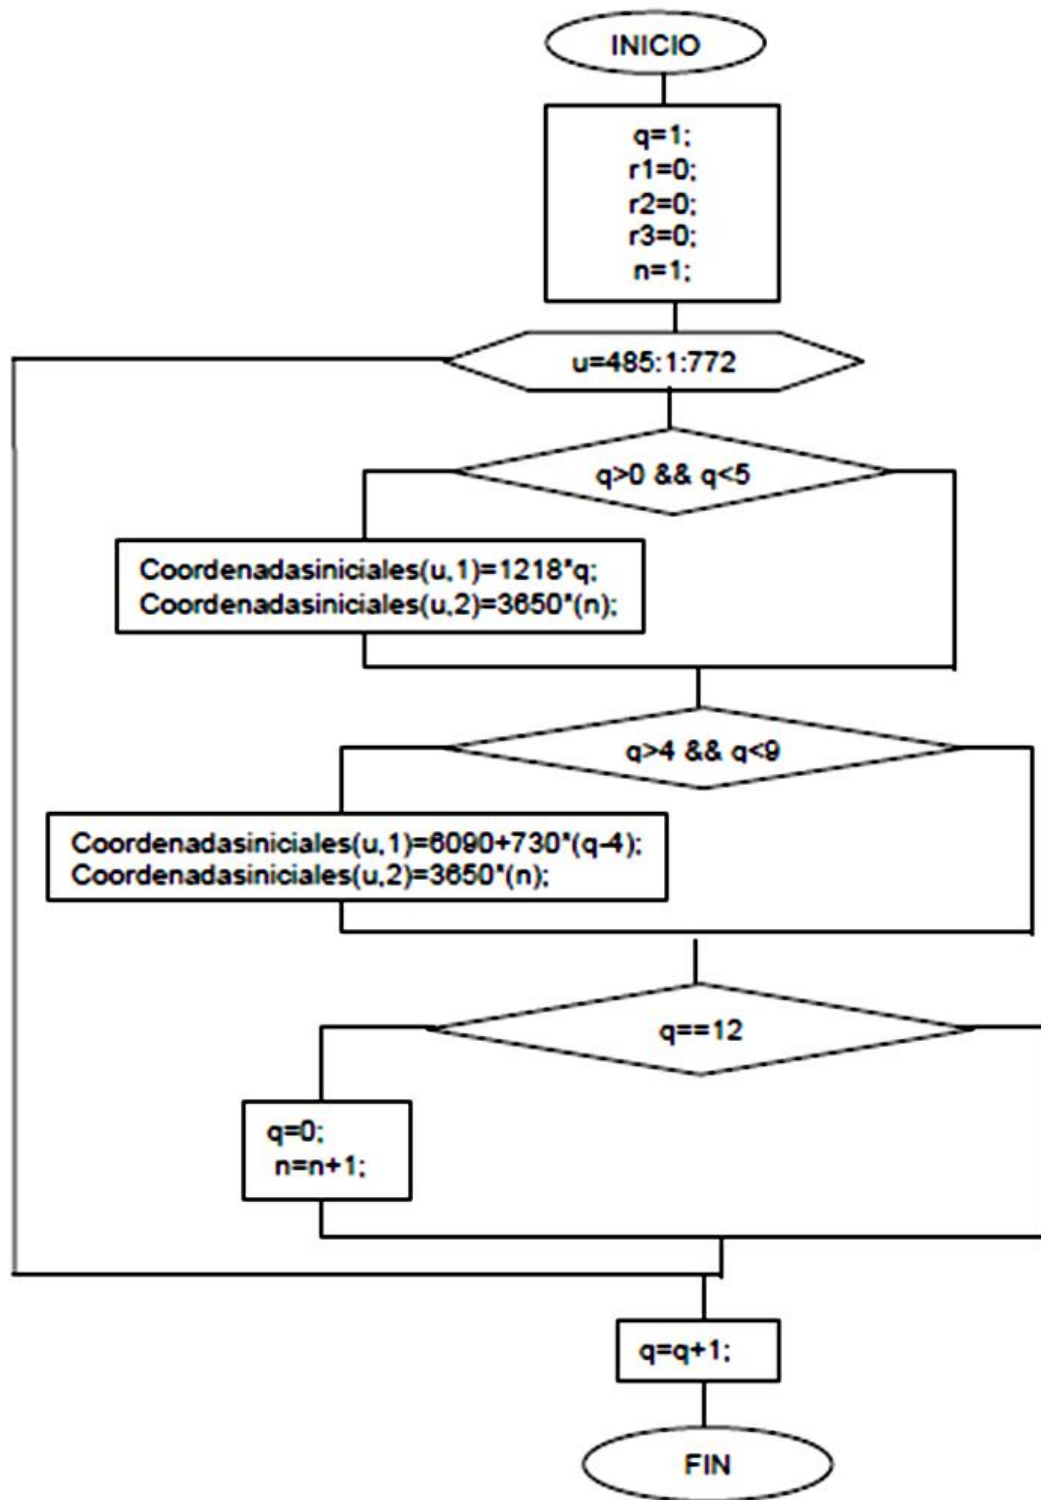 INICIO
q=1;
r1=0;
r2=0;
r3=0;
n=1;
u=485:1:772
q>0 && q<5
Coordenadasiniciales(u,1)=1218*q;
Coordenadasiniciales(u,2)=3650*(n);
q>4 && q<9
Coordenadasiniciales(u,1)=6090+730*(q-4);
Coordenadasiniciales(u,2)=3650*(n);
q==12
q=0;
n=n+1;
q=q+1;
FIN